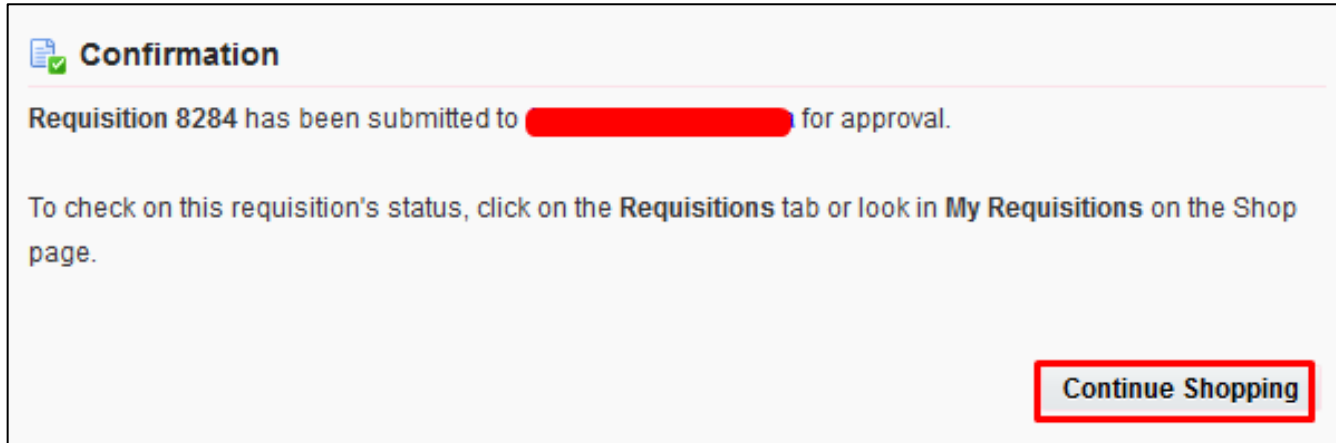 Confirmation
Requisition 8284 has been submitted to for approval.
To check on this requisition's status, click on the Requisitions tab or look in My Requisitions on the Shop
page.
Continue Shopping